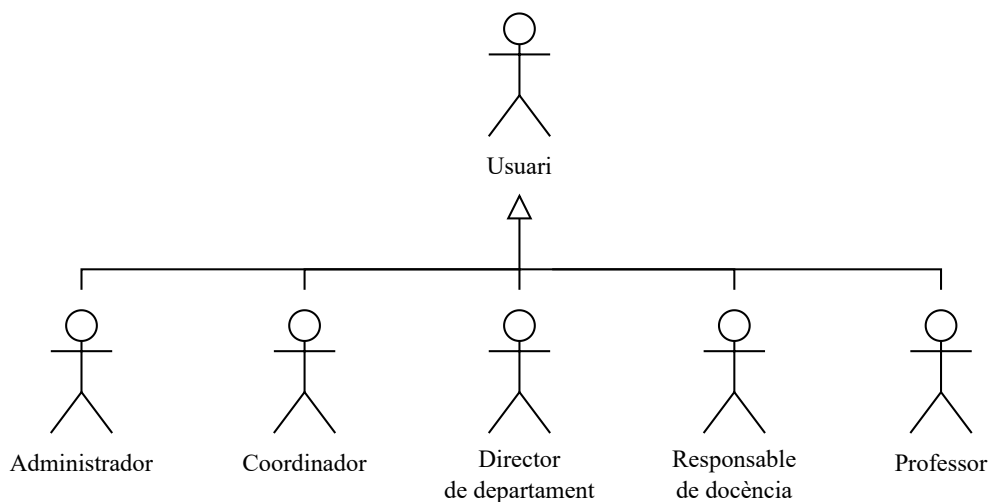 Usuari
Administrador
Coordinador
Director
de departament
Responsable
de docència
Professor